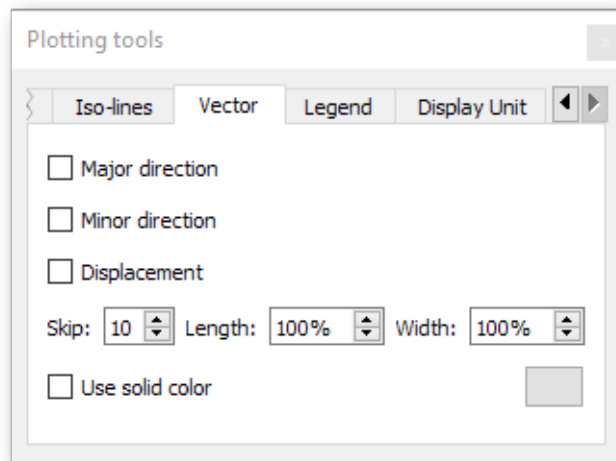 Plotting tools
x
Iso-lines Vector Legend Display Unit
Major direction
Minor direction
Displacement
Skip: 10 Length: 100% Width: 100%
Use solid color